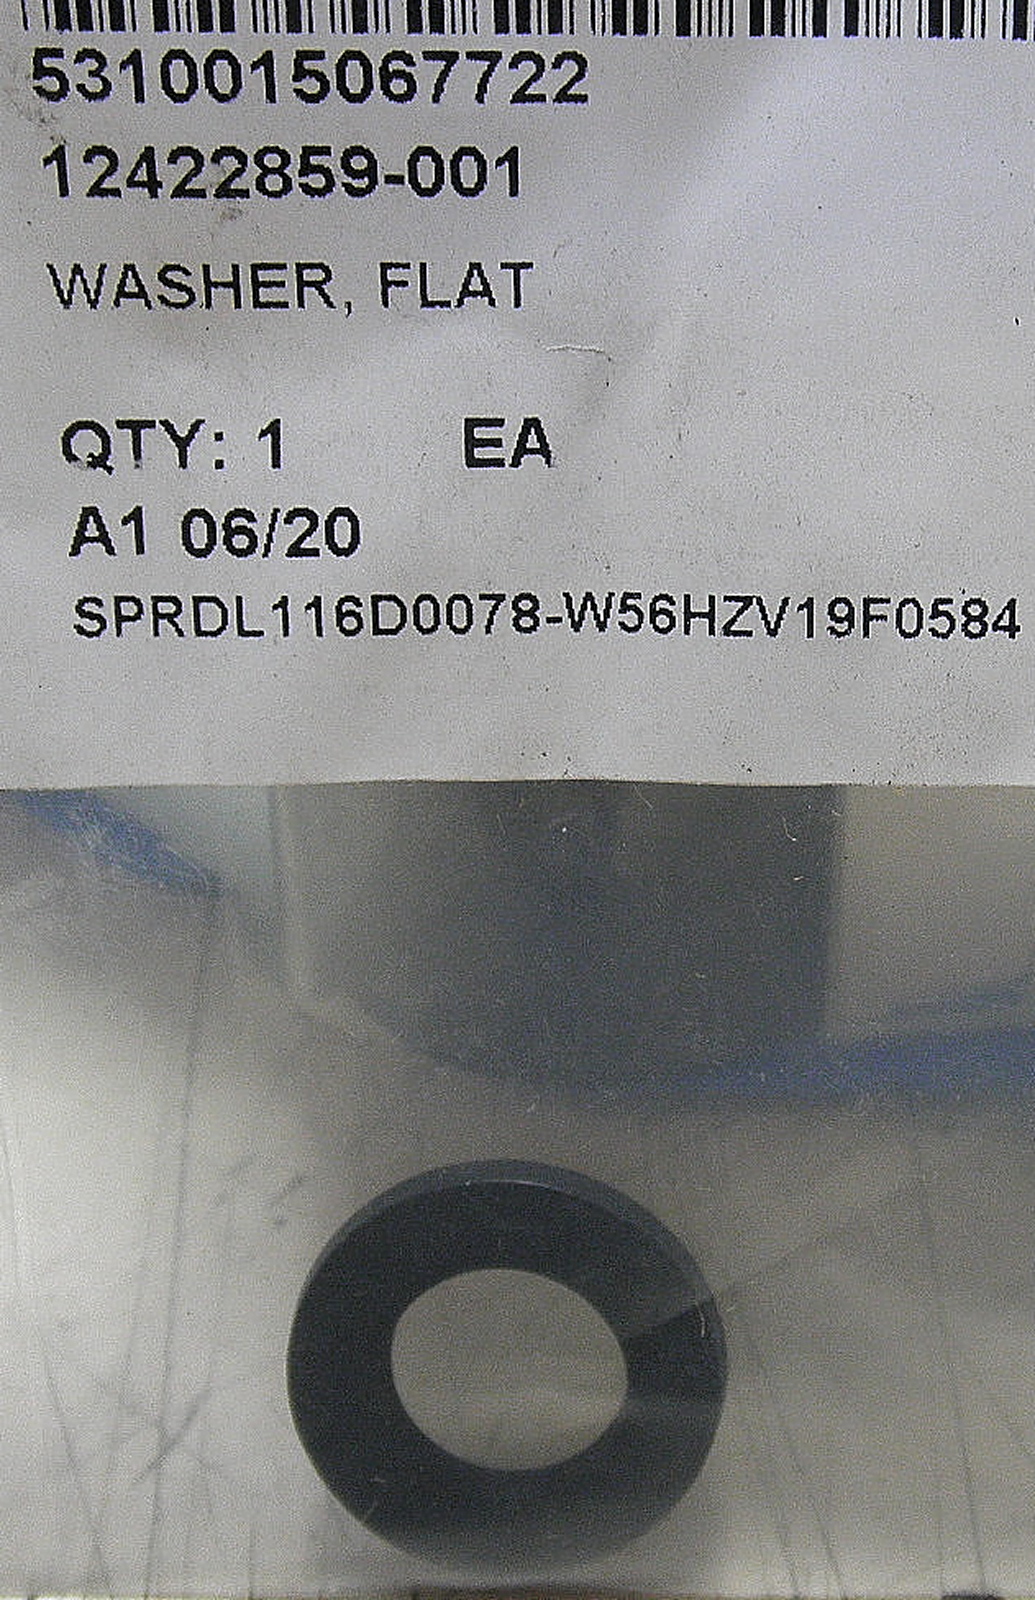 5310015067722
12422859-001
WASHER, FLAT
QTY: 1 EA
A1 06/20
SPRDL116D0078-W56HZV19F0584